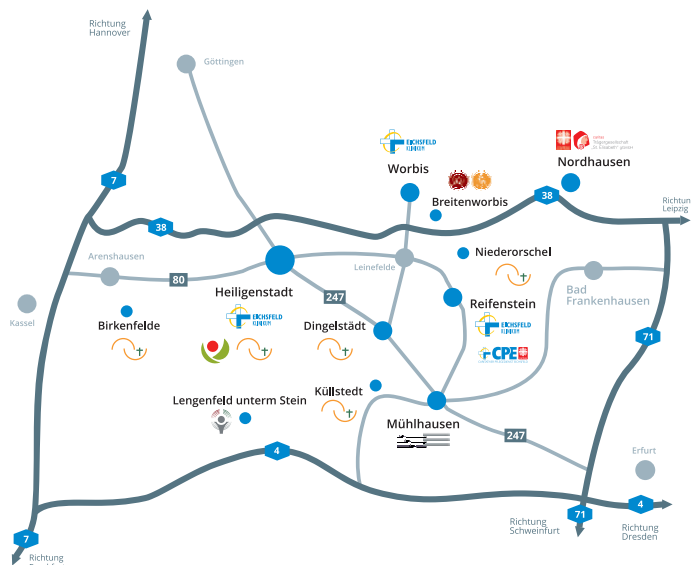 Richtung
Hannover
Göttingen
EICHSFELD
KLINIKUM
Worbis
Nordhausen
Breitenworbis
7
38
38
Richtun
Leipzig
Arenshausen
80
Leinefelde
Niederorschel
Heiligenstadt
247
Bad
Frankenhausen
Kassel
Birkenfelde
EICHSFELD
KLINIKUM
Dingelstädt
Reifenstein
EICHSFELD
KLINIKUM
71
CPE
Küllstedt
Lengenfeld unterm Stein
Mühlhausen
247
4
Erfurt
4
71
7
Richtung
Richtung
Schweinfurt
Richtung
Dresden